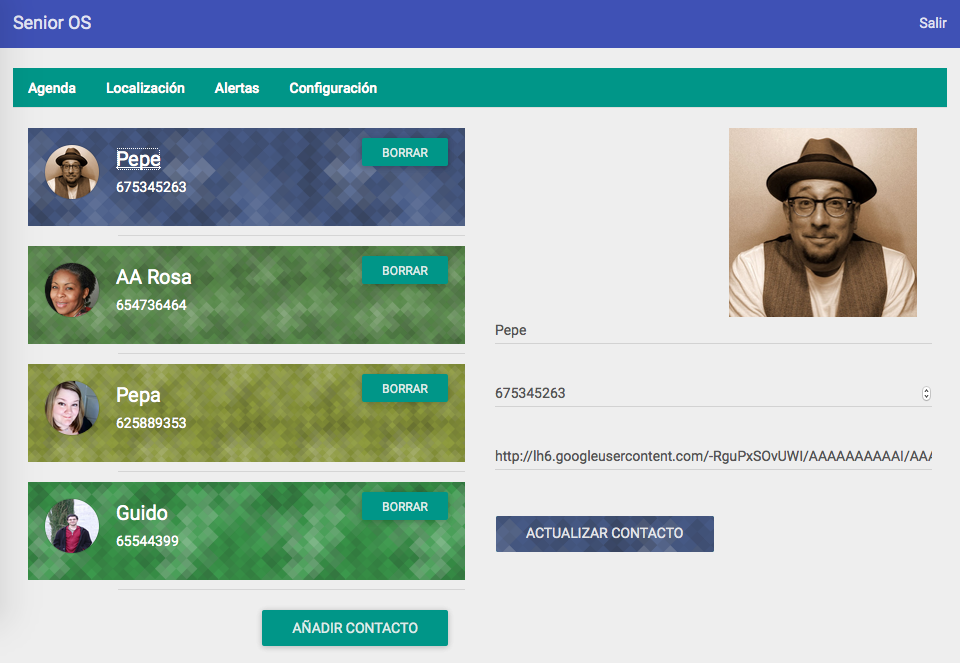 Senior OS
Salir
Agenda Localización Alertas Configuración
Pepe
BORRAR
675345263
AA Rosa
BORRAR
654736464
Pepa
BORRAR
625889353
Guido
BORRAR
65544399
AÑADIR CONTACTO
Pepe
675345263
http://lh6.googleusercontent.com/-RguPxSOvUWI/AAAAAAAAAAI/AAA
ACTUALIZAR CONTACTO